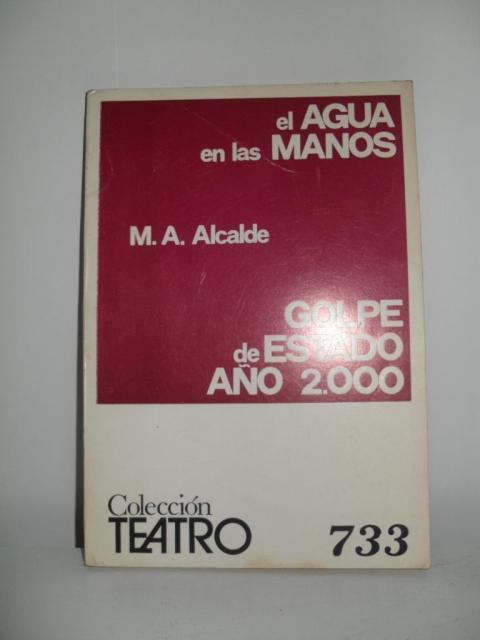 el AGUA
en las MANOS
M. A. Alcalde
GOLPE
de ESTADO
AÑO 2.000
Colección
TEATRO
733